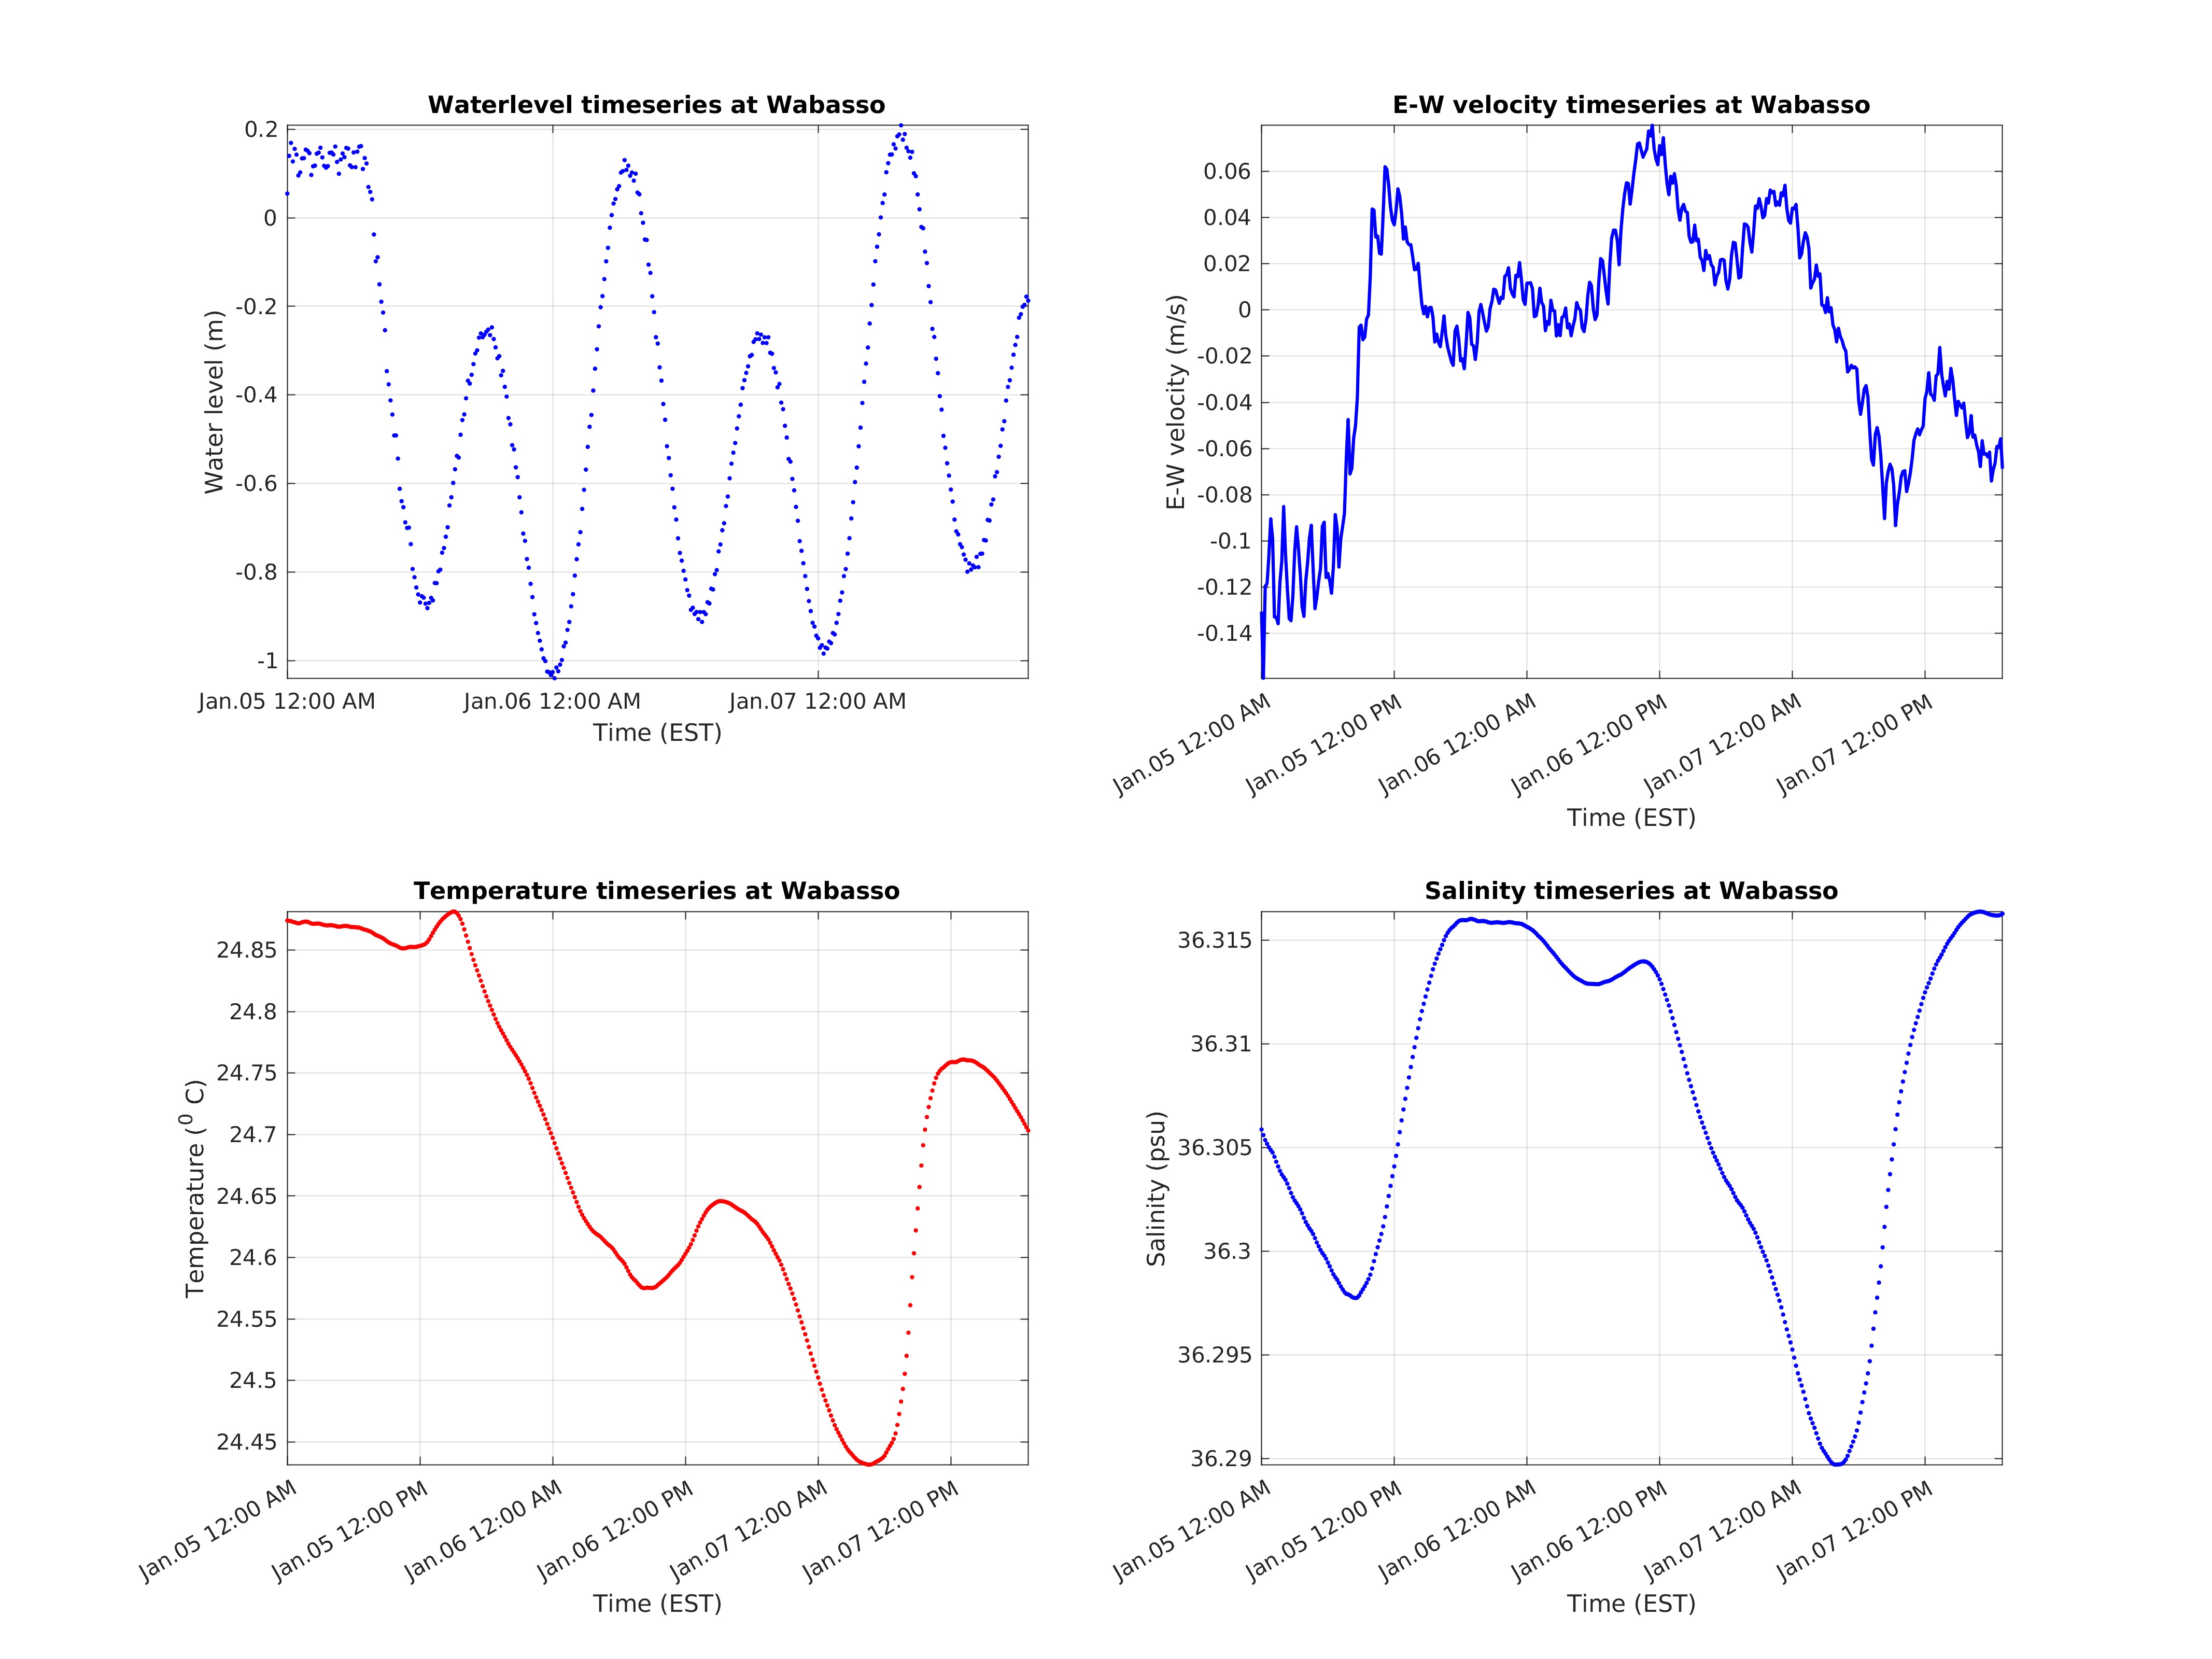 Waterlevel timeseries at Wabasso
0.2
0
-0.2
-0.4
-0.6
-0.8
-1
Water level (m)
Jan.05 12:00 AM
Jan.06 12:00 AM
Jan.07 12:00 AM
Time (EST)
E-W velocity timeseries at Wabasso
0.06
0.04
0.02
0
-0.02
-0.04
-0.06
-0.08
-0.1
-0.12
-0.14
E-W velocity (m/s)
Jan.05 12:00 AM
Jan.05 12:00 PM
Jan.06 12:00 AM
Jan.06 12:00 PM
Jan.07 12:00 AM
Jan.07 12:00 PM
Time (EST)
Temperature timeseries at Wabasso
24.85
24.8
24.75
24.7
24.65
24.6
24.55
24.5
24.45
Temperature (⁰ C)
Jan.05 12:00 AM
Jan.05 12:00 PM
Jan.06 12:00 AM
Jan.06 12:00 PM
Jan.07 12:00 AM
Jan.07 12:00 PM
Time (EST)
Salinity timeseries at Wabasso
36.315
36.31
36.305
36.3
36.295
36.29
Salinity (psu)
Jan.05 12:00 AM
Jan.05 12:00 PM
Jan.06 12:00 AM
Jan.06 12:00 PM
Jan.07 12:00 AM
Jan.07 12:00 PM
Time (EST)